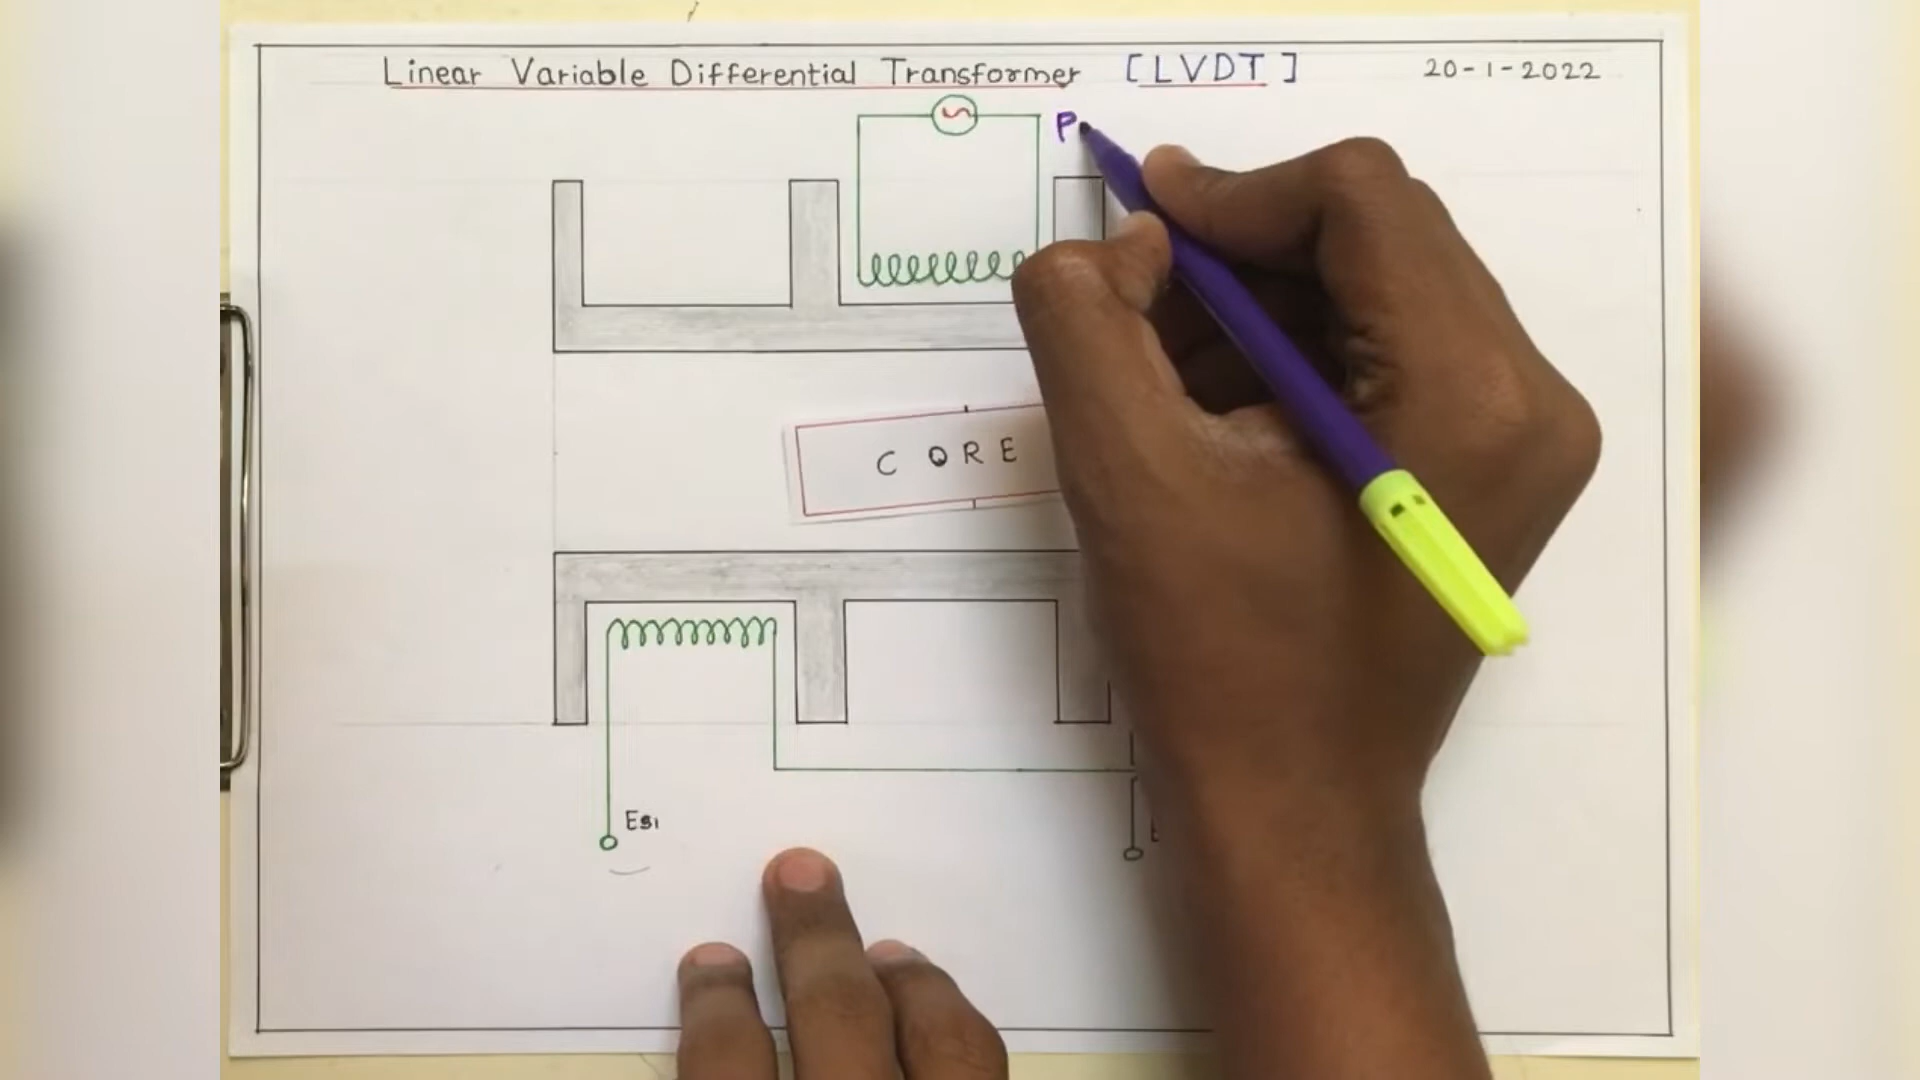 Linear Variable Differential Transformer [LVDT] 20-1-2022
P
CORE
Es1